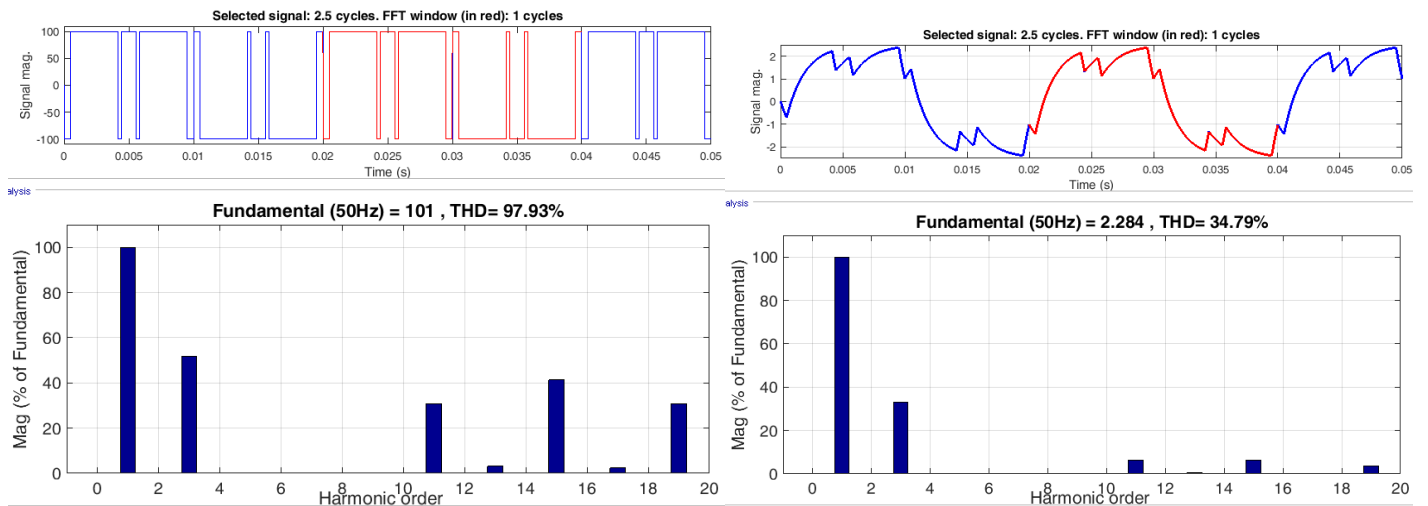 Selected signal: 2.5 cycles. FFT window (in red): 1 cycles
100
50
0
-50
-100
Signal mag.
0 0.005 0.01 0.015 0.02 0.025 0.03 0.035 0.04 0.045 0.05
Time (s)
alysis
Fundamental (50Hz) = 101 , THD= 97.93%
100
80
60
40
20
0
Mag (% of Fundamental)
0 2 4 6 8 10 12 14 16 18 20
Harmonic order
Selected signal: 2.5 cycles. FFT window (in red): 1 cycles
2
1
0
-1
-2
Signal mag.
0 0.005 0.01 0.015 0.02 0.025 0.03 0.035 0.04 0.045 0.05
Time (s)
alysis
Fundamental (50Hz) = 2.284 , THD= 34.79%
100
80
60
40
20
0
Mag (% of Fundamental)
0 2 4 6 8 10 12 14 16 18 20
Harmonic order